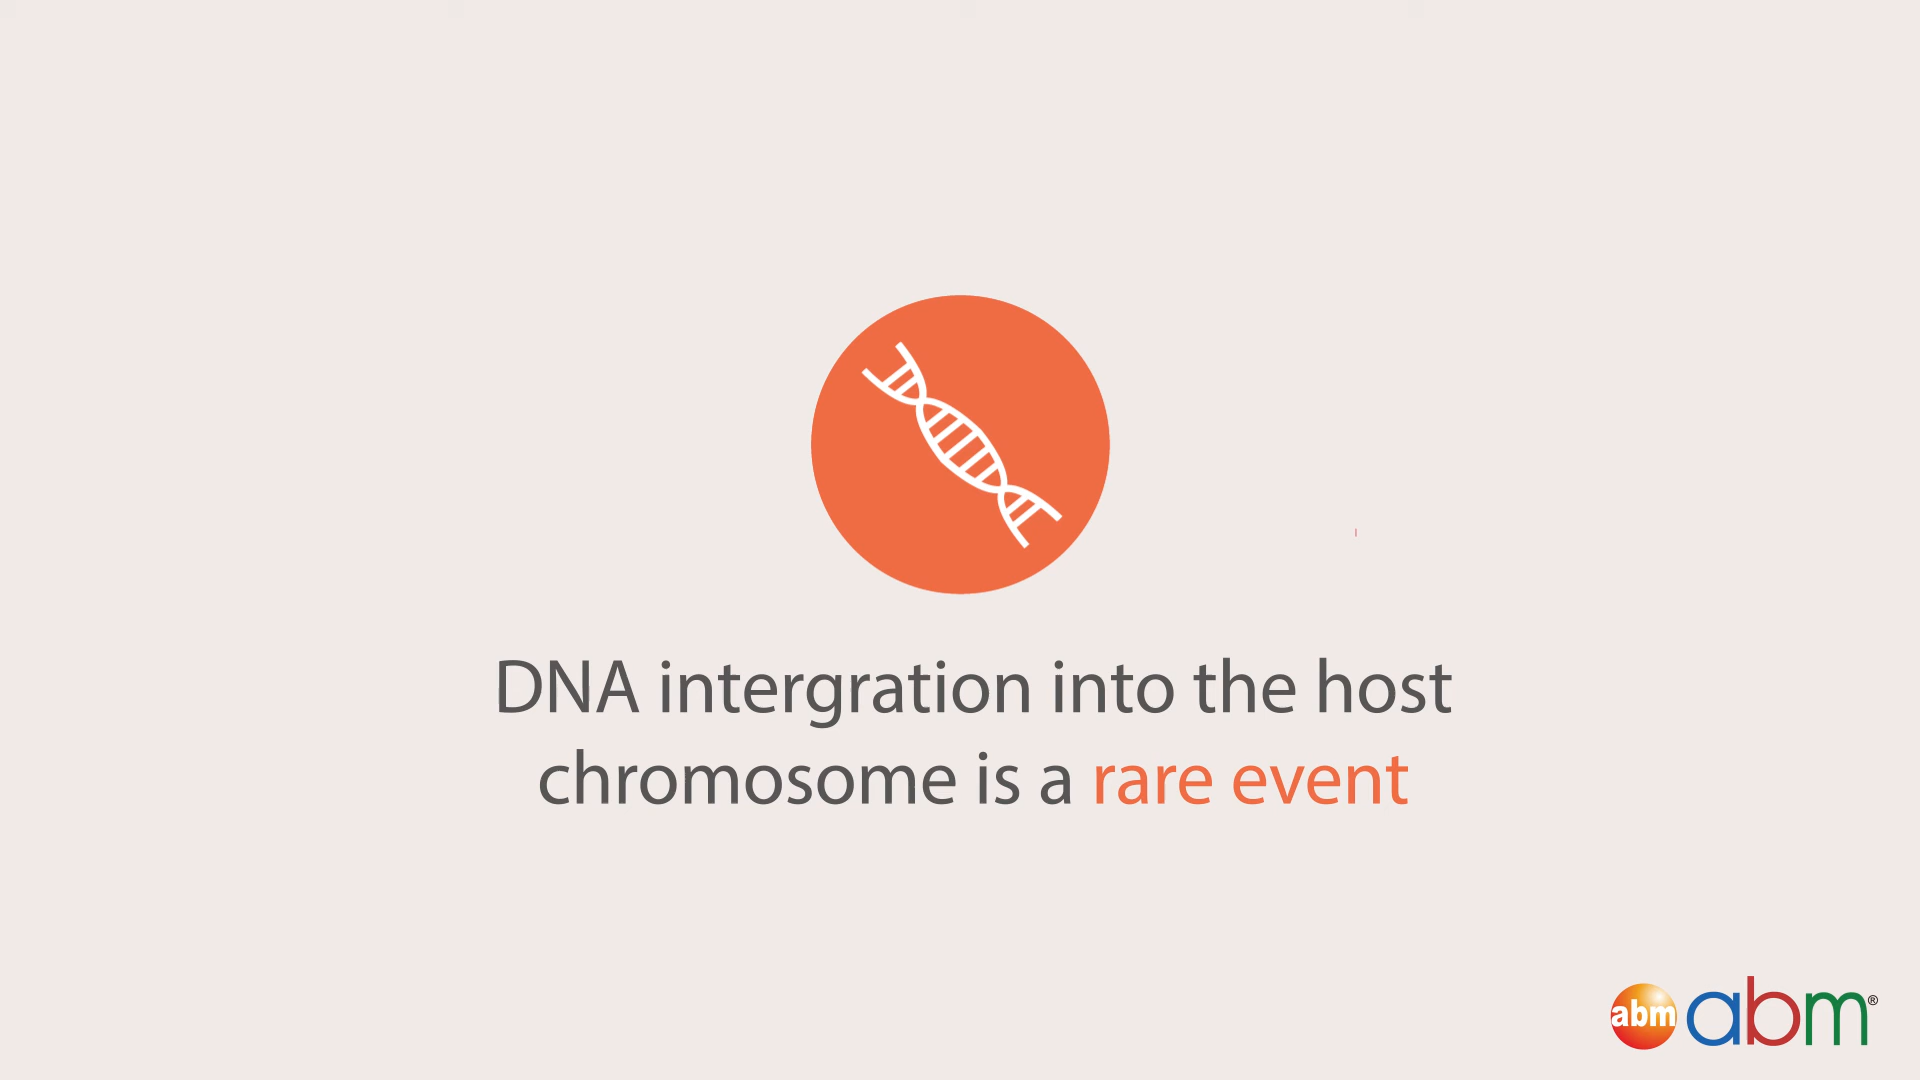 DNA intergration into the host
chromosome is a rare event
abm abm®